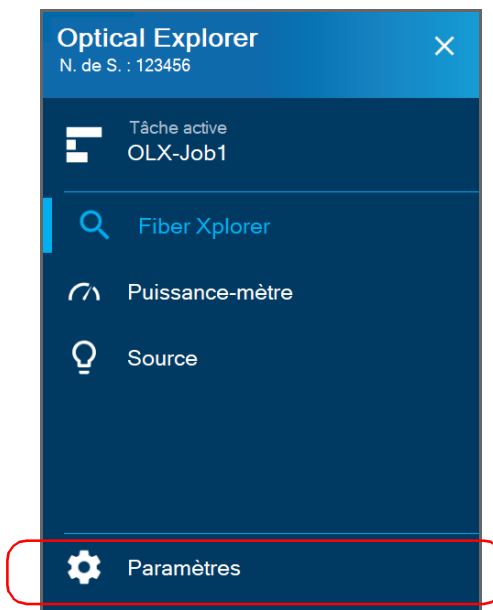 Optical Explorer
N. de S. : 123456
Tâche active
OLX-Job1
Fiber Xplorer
Puissance-mètre
Source
Paramètres